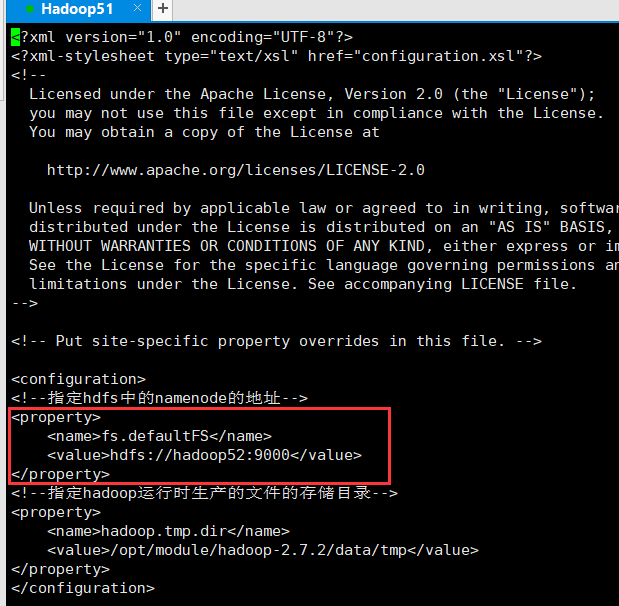 Hadoop51 × +
<?xml version="1.0" encoding="UTF-8"?>
<?xml-stylesheet type="text/xsl" href="configuration.xsl"?>
<!--
  Licensed under the Apache License, Version 2.0 (the "License");
  you may not use this file except in compliance with the License.
  You may obtain a copy of the License at

    http://www.apache.org/licenses/LICENSE-2.0

  Unless required by applicable law or agreed to in writing, softwar
  distributed under the License is distributed on an "AS IS" BASIS,
  WITHOUT WARRANTIES OR CONDITIONS OF ANY KIND, either express or im
  See the License for the specific language governing permissions an
  limitations under the License. See accompanying LICENSE file.
-->

<!-- Put site-specific property overrides in this file. -->

<configuration>
<!--指定hdfs中的namenode的地址-->
<property>
    <name>fs.defaultFS</name>
    <value>hdfs://hadoop52:9000</value>
</property>
<!--指定hadoop运行时生产的文件的存储目录-->
<property>
    <name>hadoop.tmp.dir</name>
    <value>/opt/module/hadoop-2.7.2/data/tmp</value>
</property>
</configuration>